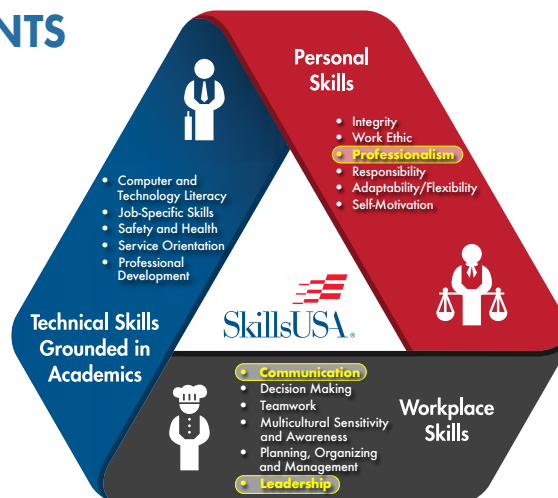 NTS
Personal
Skills
• Integrity
• Work Ethic
• Professionalism
• Responsibility
• Adaptability/Flexibility
• Self-Motivation
• Computer and
Technology Literacy
• Job-Specific Skills
• Safety and Health
• Service Orientation
• Professional
Development
Technical Skills
Grounded in
Academics
SkillsUSA®
• Communication
• Decision Making
• Teamwork
• Multicultural Sensitivity
and Awareness
• Planning, Organizing
and Management
• Leadership
Workplace
Skills